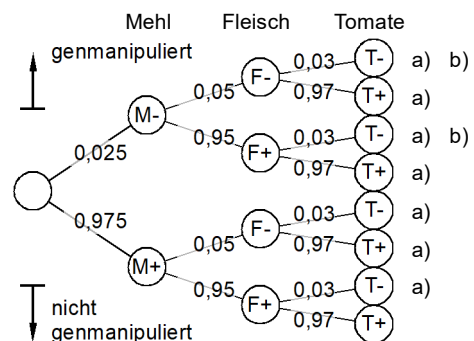 Mehl Fleisch Tomate
genmanipuliert
0,03 T- a) b)
F-
0,05 0,97 T+ a)
M-
0,95 0,03 T- a) b)
F+
0,025 0,97 T+ a)
0,975 0,03 T- a)
F-
0,05 0,97 T+ a)
M+
0,95 0,03 T- a)
F+
nicht
0,97 T+
genmanipuliert